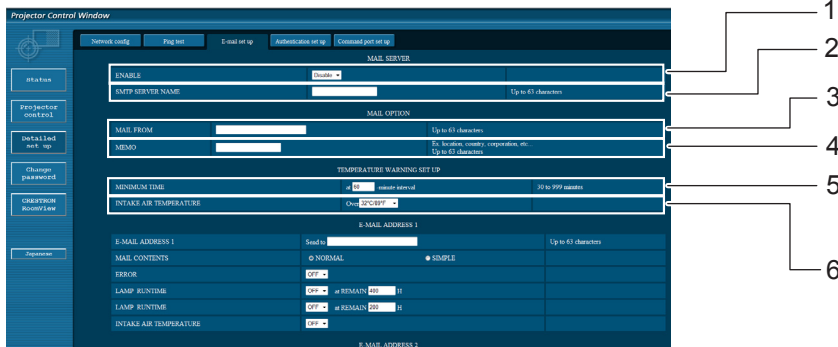 Projector Control Window
Network config Ping test E-mail set up Authentication set up Command port set up
MAIL SERVER
ENABLE Disable
SMTP SERVER NAME Up to 63 characters
MAIL OPTION
MAIL FROM Up to 63 characters
MEMO Ex. location, country, corporation, etc...
Up to 63 characters
TEMPERATURE WARNING SET UP
MINIMUM TIME at 60 minute interval 30 to 999 minutes
INTAKE AIR TEMPERATURE Over 32°C/89°F
E-MAIL ADDRESS 1
E-MAIL ADDRESS 1 Send to Up to 63 characters
MAIL CONTENTS NORMAL SIMPLE
ERROR OFF
LAMP RUNTIME OFF at REMAIN 400 H
LAMP RUNTIME OFF at REMAIN 200 H
INTAKE AIR TEMPERATURE OFF
E-MAIL ADDRESS 2
Status
Projector
control
Detailed
set up
Change
password
CRESTRON
RoomView
Japanese
1
2
3
4
5
6